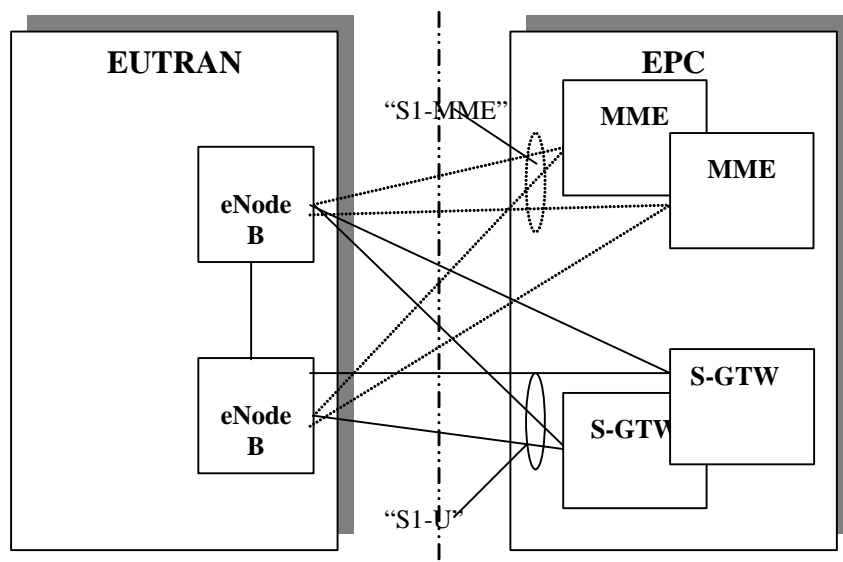 EUTRAN
EPC
“S1-MME”
MME
MME
eNode
B
S-GTW
eNode
B
S-GTW
“S1-U”